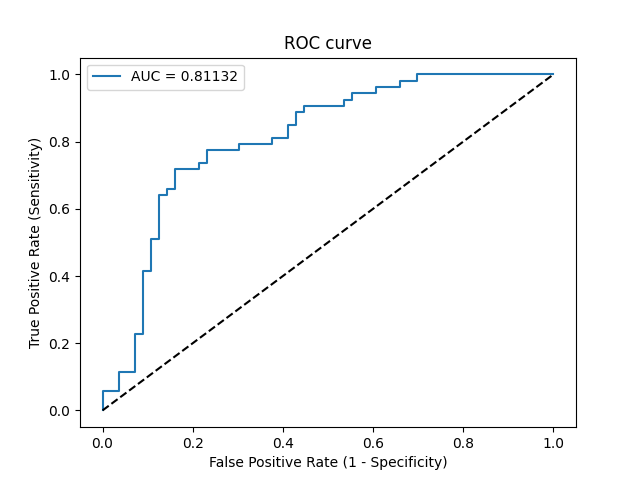 ROC curve
AUC = 0.81132
1.0
0.8
0.6
0.4
0.2
0.0
True Positive Rate (Sensitivity)
0.0 0.2 0.4 0.6 0.8 1.0
False Positive Rate (1 - Specificity)